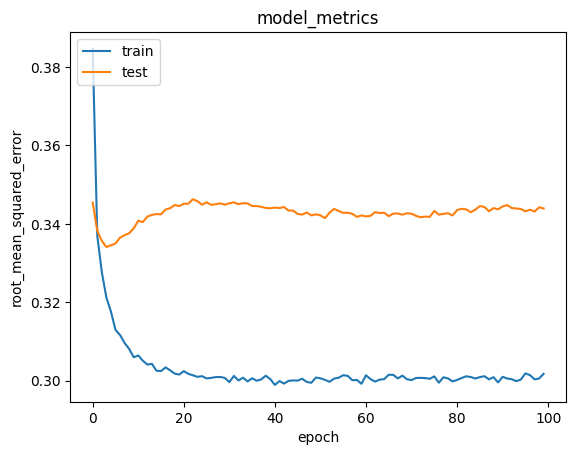 model_metrics
train
test
root_mean_squared_error
0.38
0.36
0.34
0.32
0.30
0
20
40
60
80
100
epoch